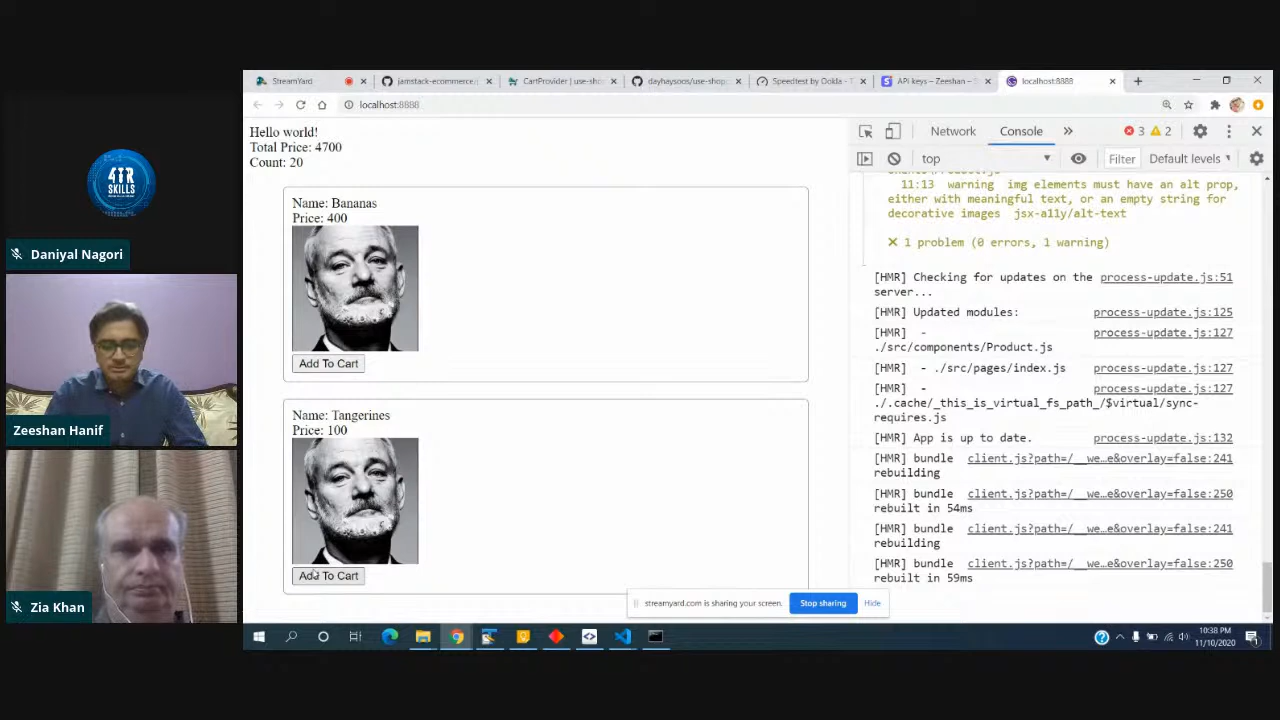 4IR
SKILLS
Daniyal Nagori
Zeeshan Hanif
Zia Khan
StreamYard
jamstack-ecommerce/
CartProvider | use-sho
dayhaysoos/use-shop
Speedtest by Ookla - T
API keys – Zeeshan – S
localhost:8888
localhost:8888
Hello world!
Total Price: 4700
Count: 20
Name: Bananas
Price: 400
Add To Cart
Name: Tangerines
Price: 100
Add To Cart
Network
Console
3
2
top
Filter
Default levels
11:13 warning img elements must have an alt prop,
either with meaningful text, or an empty string for
decorative images jsx-a11y/alt-text
✕ 1 problem (0 errors, 1 warning)
[HMR] Checking for updates on the process-update.js:51
server...
[HMR] Updated modules: process-update.js:125
[HMR] - process-update.js:127
./src/components/Product.js
[HMR] - ./src/pages/index.js process-update.js:127
[HMR] - process-update.js:127
./.cache/_this_is_virtual_fs_path_/$virtual/sync-
requires.js
[HMR] App is up to date. process-update.js:132
[HMR] bundle client.js?path=/__we…e&overlay=false:241
rebuilding
[HMR] bundle client.js?path=/__we…e&overlay=false:250
rebuilt in 54ms
[HMR] bundle client.js?path=/__we…e&overlay=false:241
rebuilding
[HMR] bundle client.js?path=/__we…e&overlay=false:250
rebuilt in 59ms
streamyard.com is sharing your screen.
Stop sharing
Hide
10:38 PM
11/10/2020